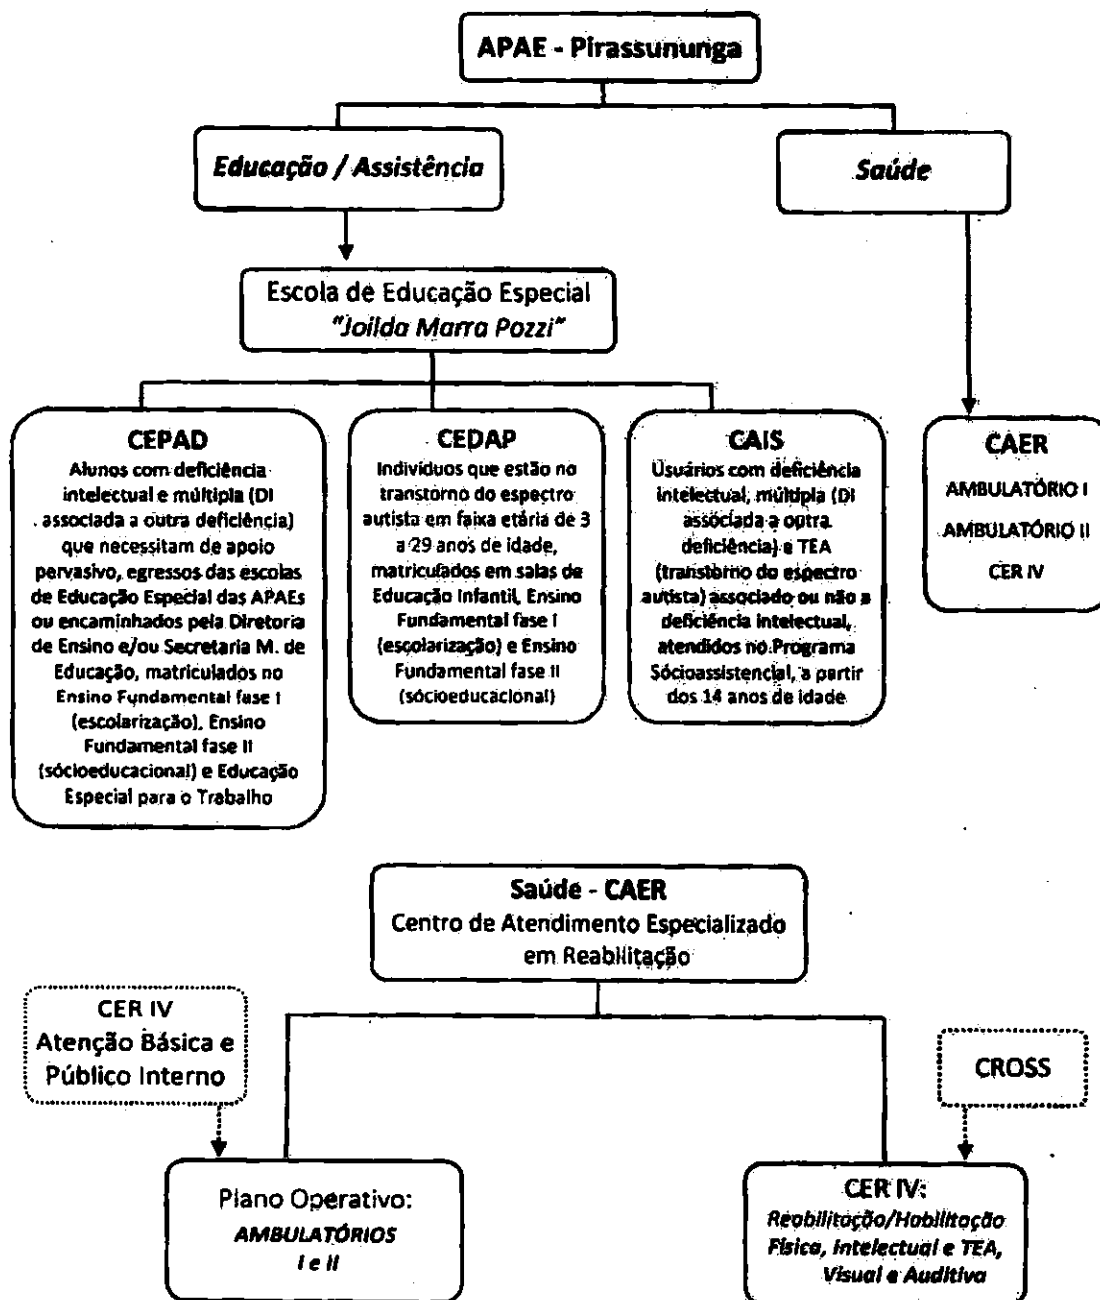 APAE - Pirassununga
Educação / Assistência
Saúde
Escola de Educação Especial
"Joilda Marra Pozzi"
CEPAD
Alunos com deficiência
intelectual e múltipla (DI
associada a outra deficiência)
que necessitam de apoio
pervasivo, egressos das escolas
de Educação Especial das APAEs
ou encaminhados pela Diretoria
de Ensino e/ou Secretaria M. de
Educação, matriculados no
Ensino Fundamental fase I
(escolarização), Ensino
Fundamental fase II
(sócioeducacional) e Educação
Especial para o Trabalho
CEDAP
Indivíduos que estão no
transtorno do espectro
autista em faixa etária de 3
a 29 anos de idade,
matriculados em salas de
Educação Infantil, Ensino
Fundamental fase I
(escolarização) e Ensino
Fundamental fase II
(sócioeducacional)
CAIS
Usuários com deficiência
intelectual, múltipla (DI
associada a outra
deficiência) e TEA
(transtorno do espectro
autista) associado ou não a
deficiência intelectual,
atendidos no Programa
Sócioassistencial, a partir
dos 14 anos de idade
CAER
AMBULATÓRIO I
AMBULATÓRIO II
CER IV
Saúde - CAER
Centro de Atendimento Especializado
em Reabilitação
CER IV
Atenção Básica e
Público Interno
CROSS
Plano Operativo:
AMBULATÓRIOS
I e II
CER IV:
Reabilitação/Habilitação
Física, Intelectual e TEA,
Visual e Auditiva